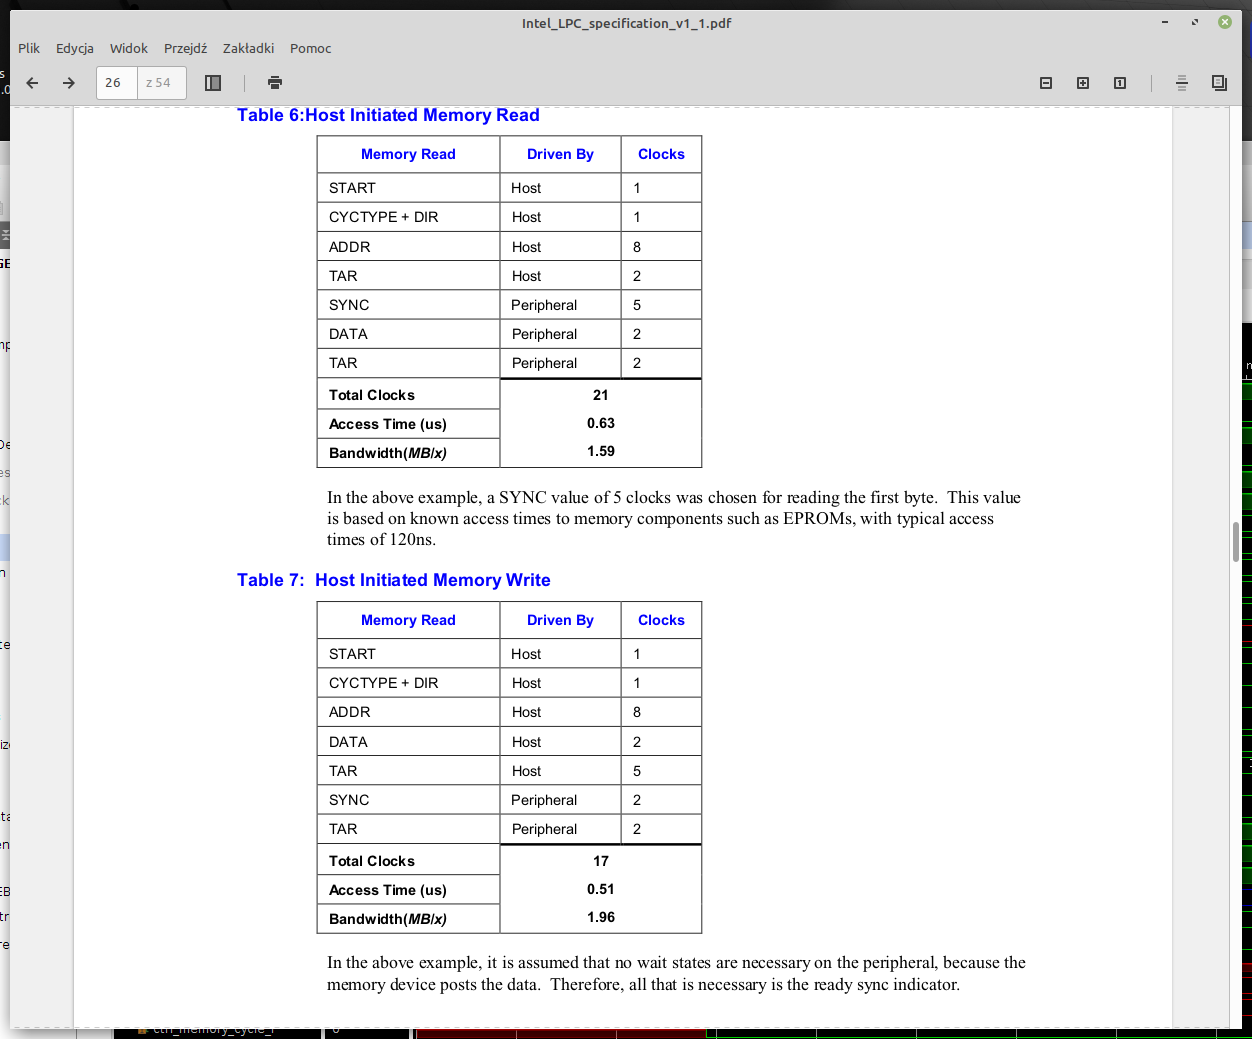 Intel_LPC_specification_v1_1.pdf
Plik Edycja Widok Przejdź Zakładki Pomoc
26 z 54
Table 6:Host Initiated Memory Read
Memory Read Driven By Clocks
START Host 1
CYCTYPE + DIR Host 1
ADDR Host 8
TAR Host 2
SYNC Peripheral 5
DATA Peripheral 2
TAR Peripheral 2
Total Clocks 21
Access Time (us) 0.63
Bandwidth(MB/x) 1.59
In the above example, a SYNC value of 5 clocks was chosen for reading the first byte. This value
is based on known access times to memory components such as EPROMs, with typical access
times of 120ns.
Table 7: Host Initiated Memory Write
Memory Read Driven By Clocks
START Host 1
CYCTYPE + DIR Host 1
ADDR Host 8
DATA Host 2
TAR Host 5
SYNC Peripheral 2
TAR Peripheral 2
Total Clocks 17
Access Time (us) 0.51
Bandwidth(MB/x) 1.96
In the above example, it is assumed that no wait states are necessary on the peripheral, because the
memory device posts the data. Therefore, all that is necessary is the ready sync indicator.